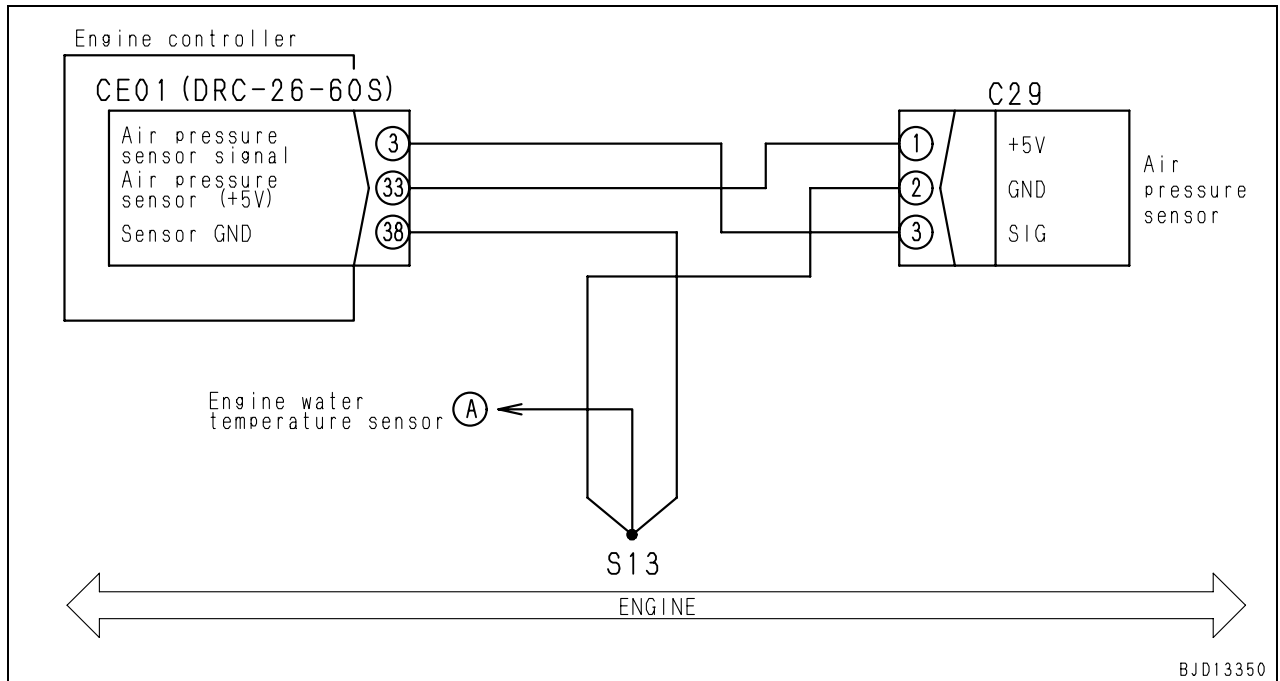 Engine controller
CE01(DRC-26-60S)
Air pressure
sensor signal
Air pressure
sensor (+5V)
Sensor GND
3
33
38
C29
1
2
3
+5V
GND
SIG
Air
pressure
sensor
Engine water
temperature sensor
A
S13
ENGINE
BJD13350